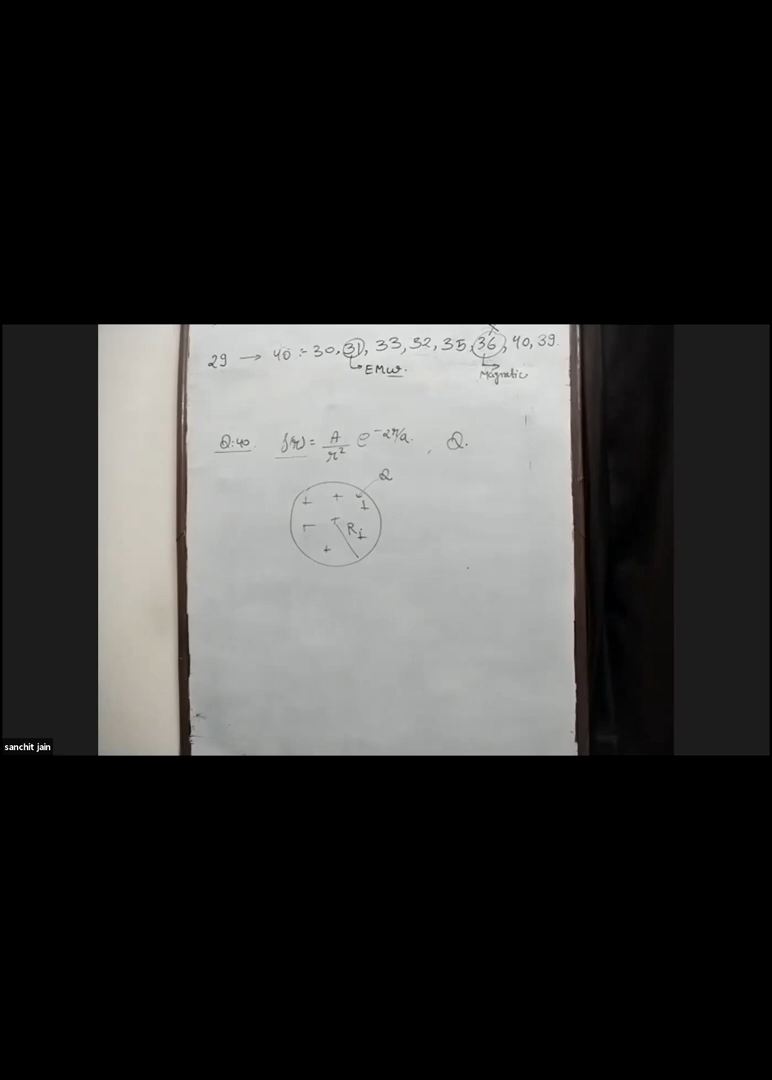 29 → 40 :- 30, 31, 33, 32, 35, 36, 40, 39.
EMW.
Magnetic
Q:40. f(r) = A/r² e^-2r/a. , Q.
Q
R
sanchit jain